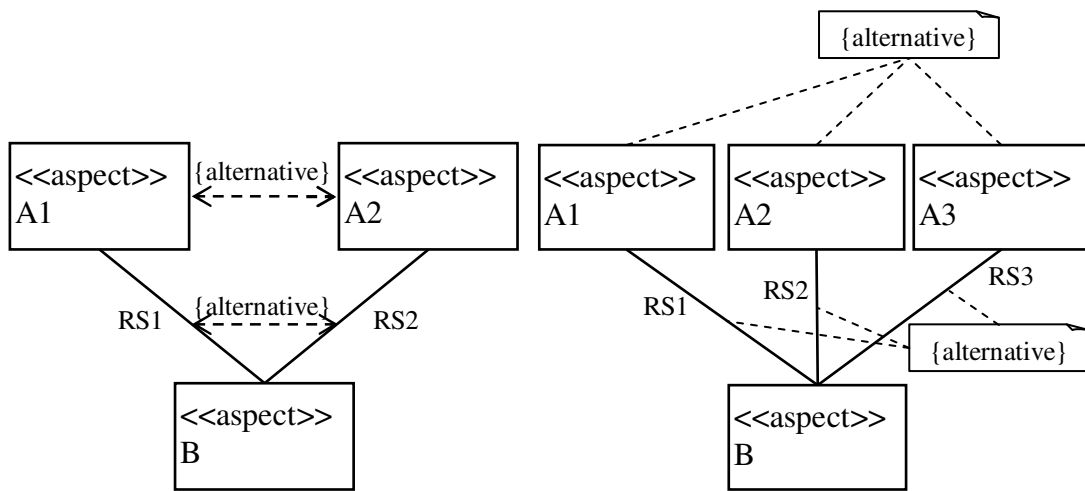 {alternative}
<<aspect>>
A1
{alternative}
<<aspect>>
A2
RS1
{alternative}
RS2
<<aspect>>
B
<<aspect>>
A1
<<aspect>>
A2
<<aspect>>
A3
RS1
RS2
RS3
{alternative}
<<aspect>>
B